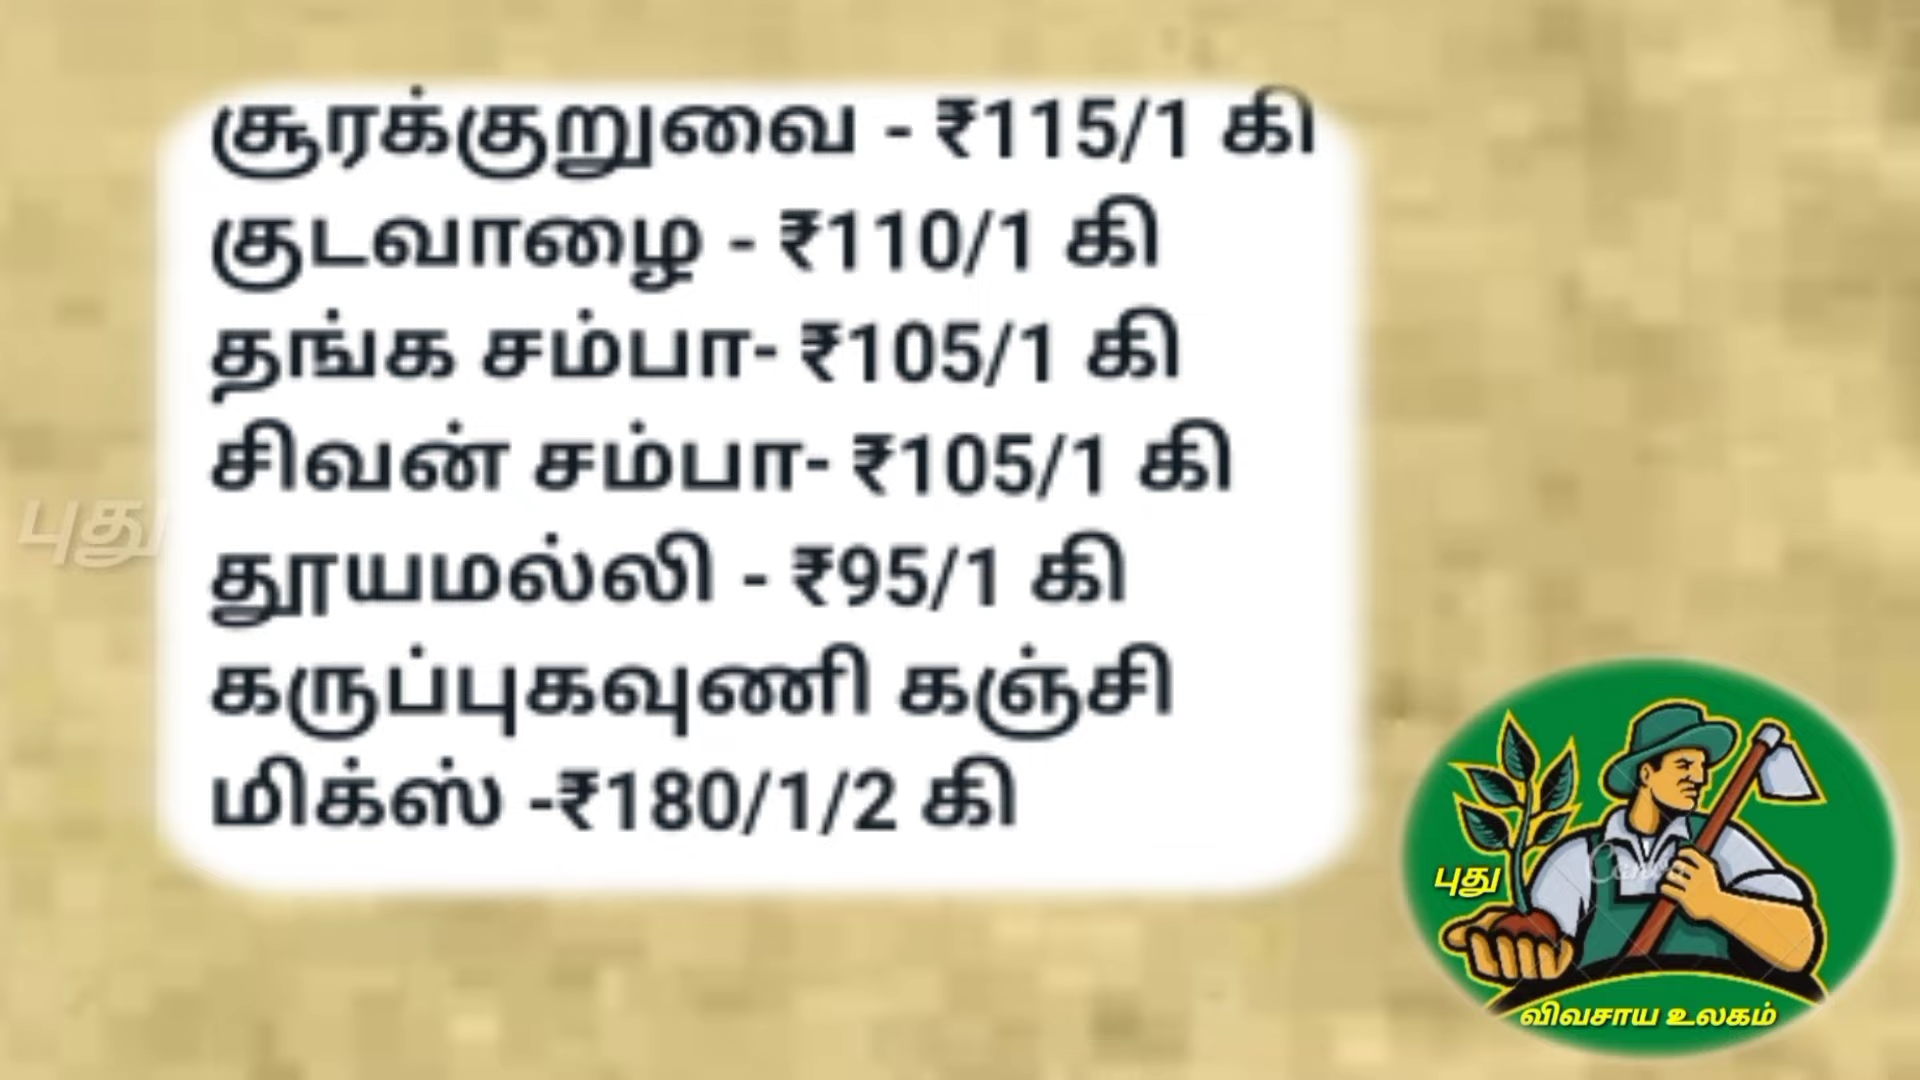 சூரக்குறுவை - ₹115/1 கி
குடவாழை - ₹110/1 கி
தங்க சம்பா- ₹105/1 கி
சிவன் சம்பா- ₹105/1 கி
புது
தூயமல்லி - ₹95/1 கி
கருப்புகவுணி கஞ்சி
மிக்ஸ் -₹180/1/2 கி
புது
Canva
விவசாய உலகம்